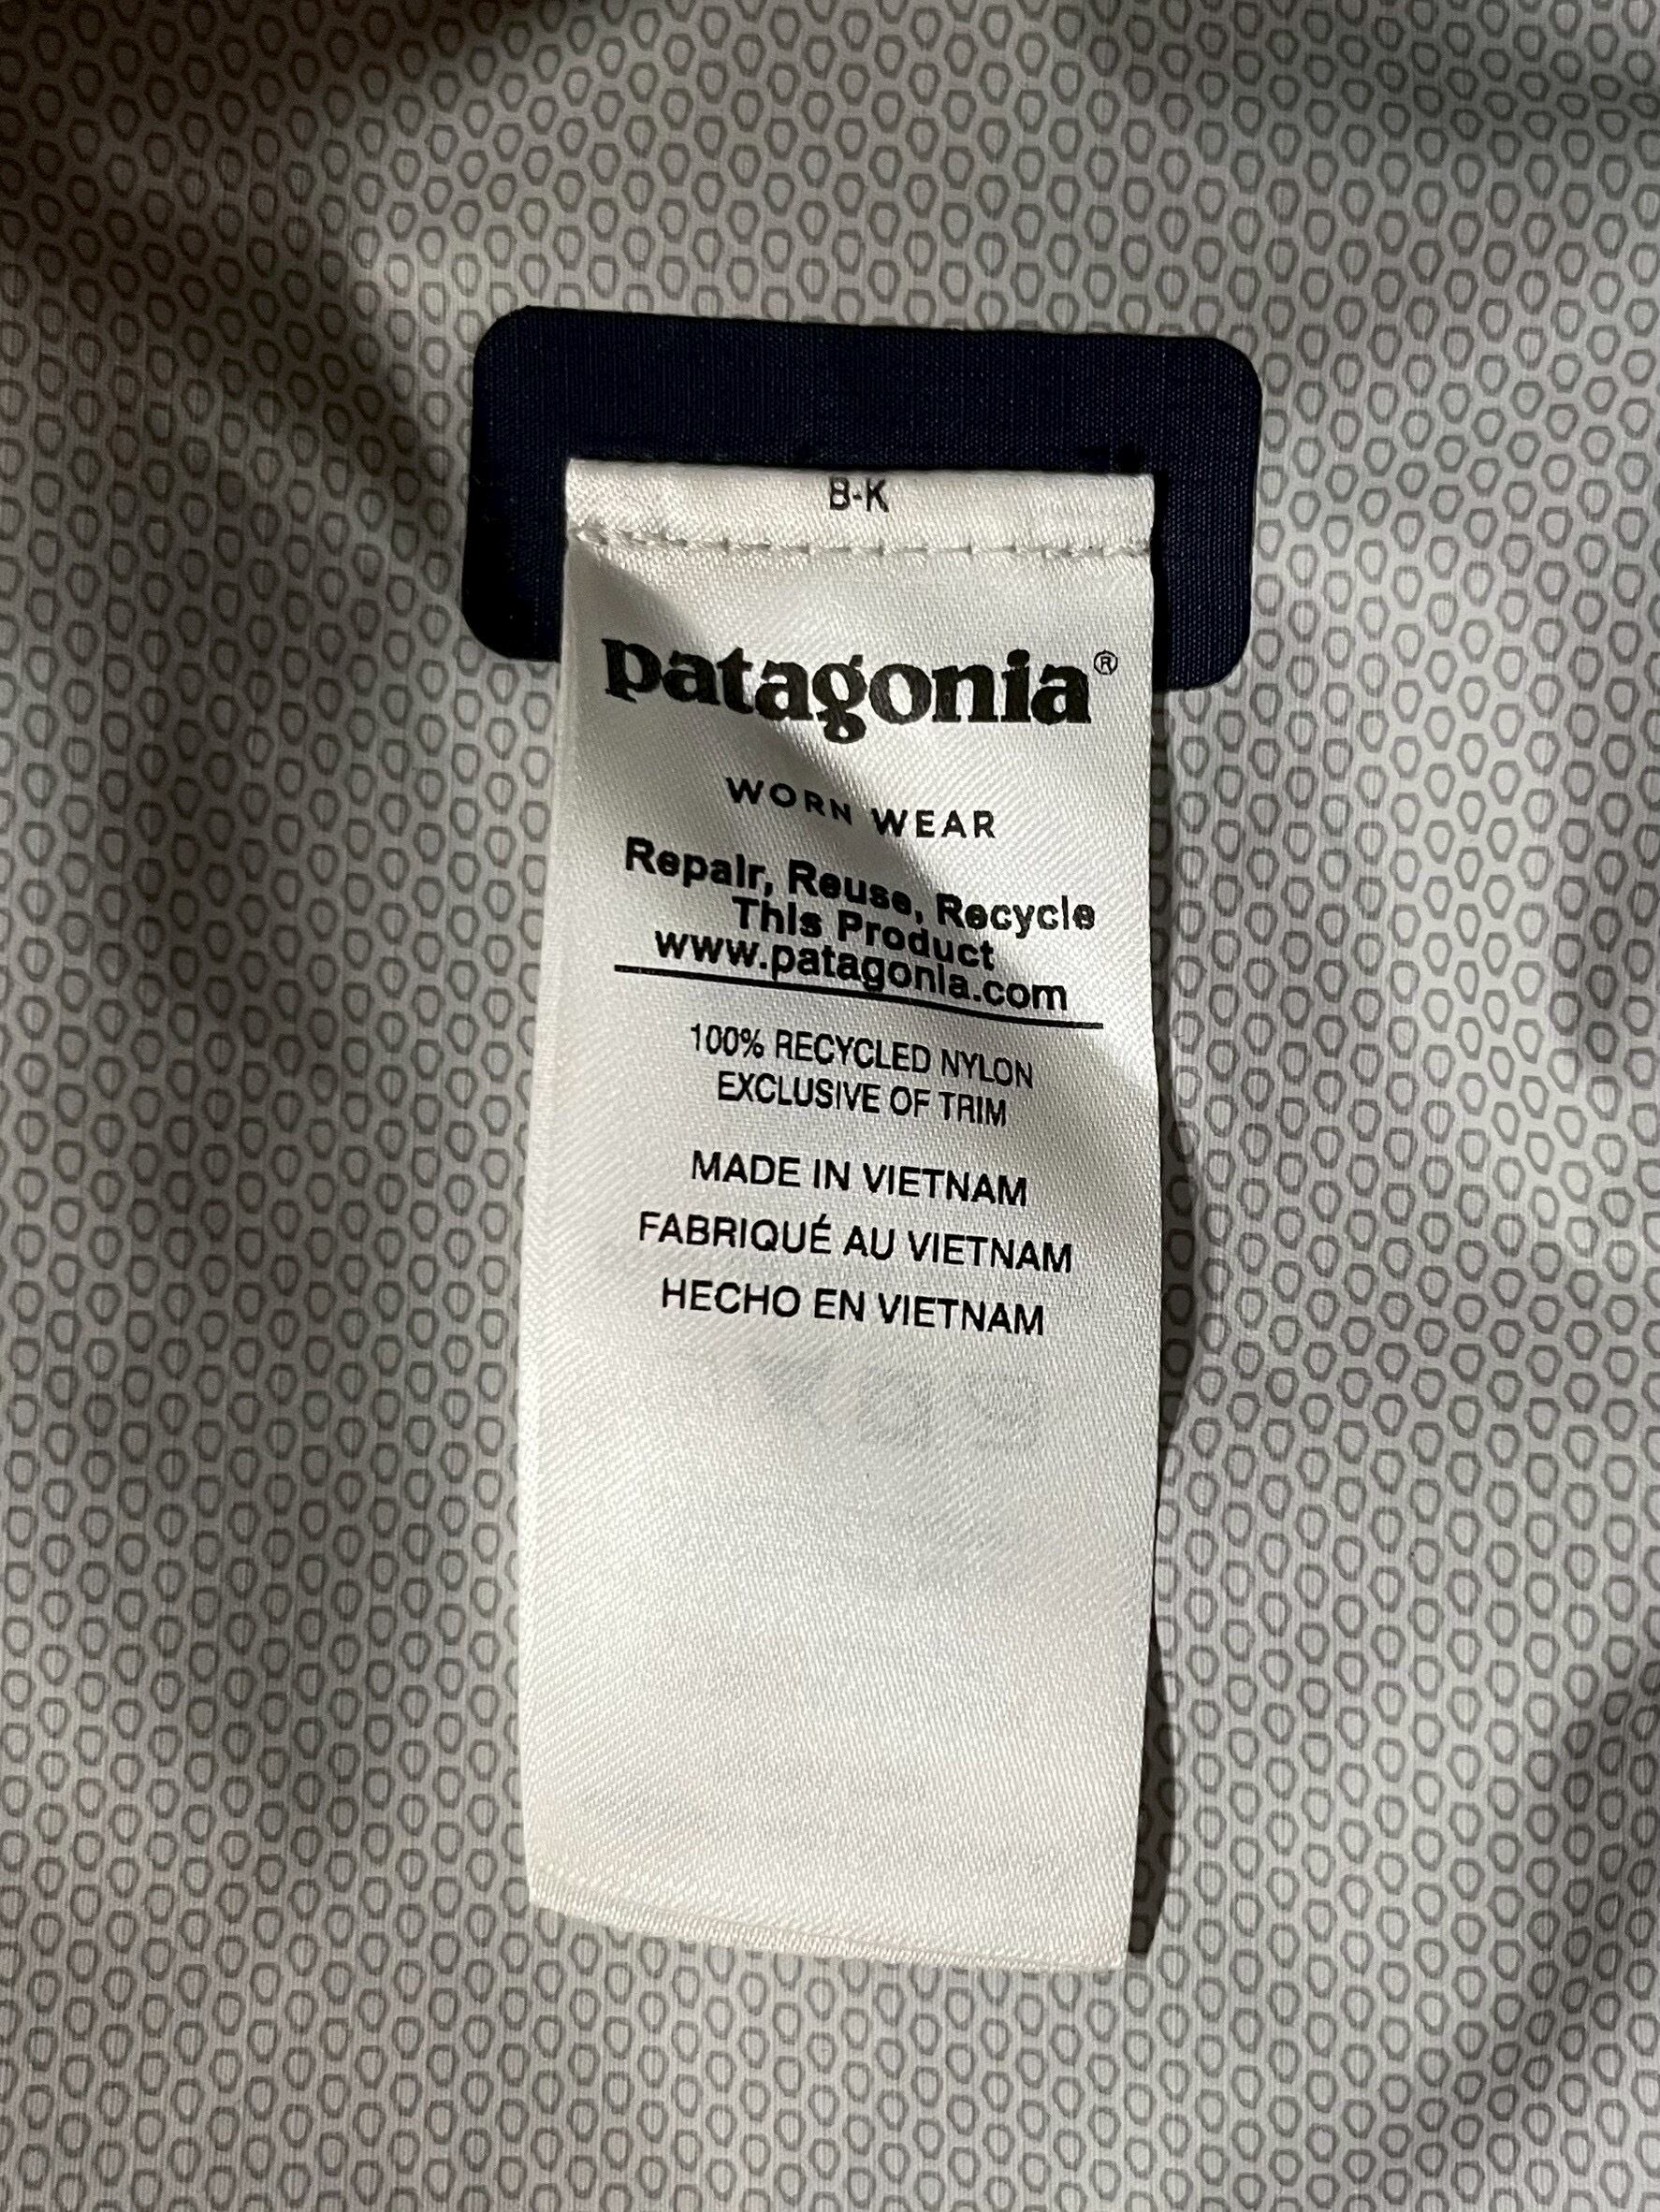 B-K
patagonia®
WORN WEAR
Repair, Reuse, Recycle
This Product
www.patagonia.com
100% RECYCLED NYLON
EXCLUSIVE OF TRIM
MADE IN VIETNAM
FABRIQUÉ AU VIETNAM
HECHO EN VIETNAM